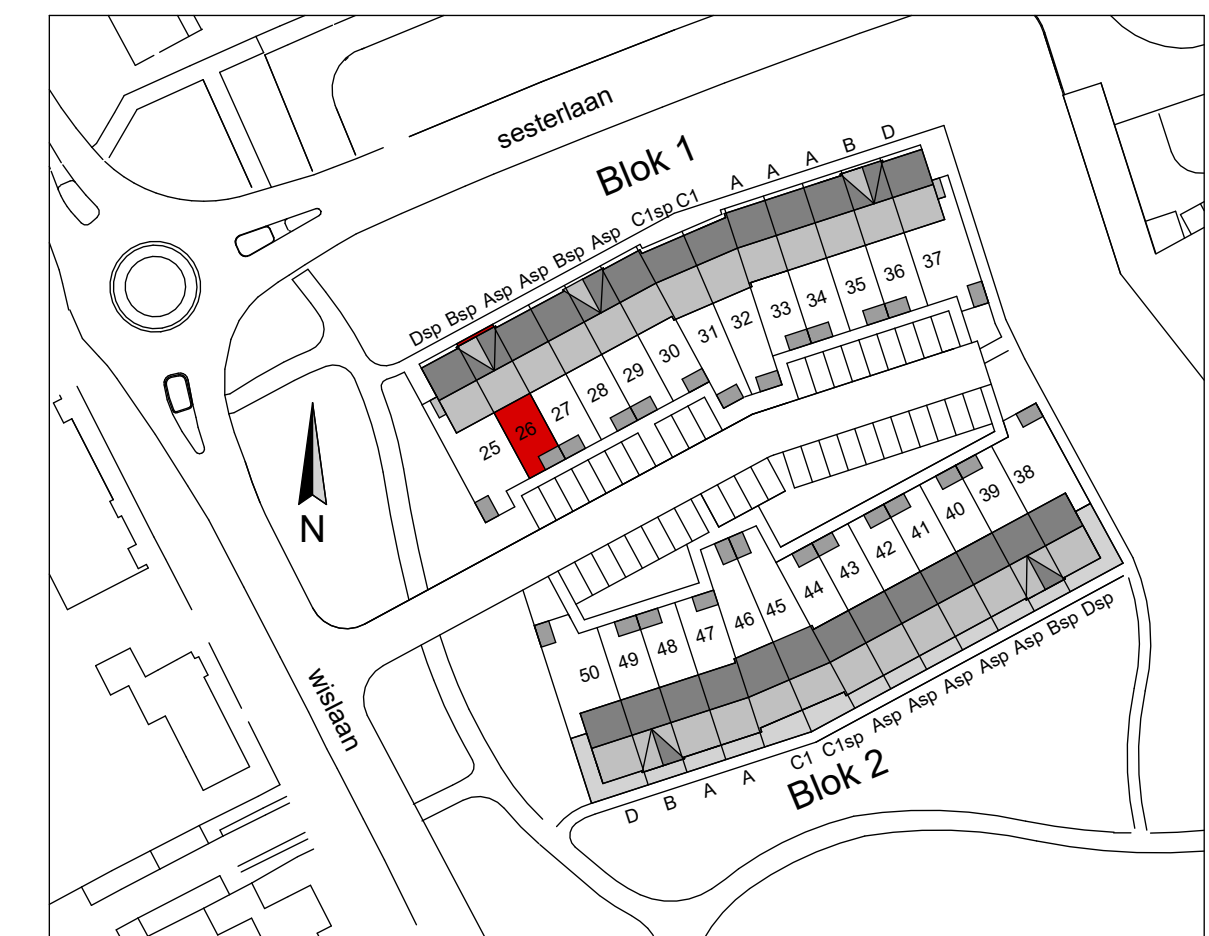 sesterlaan
Blok 1
Dsp Bsp Asp Asp Bsp Asp C1sp C1 A A A B D
25 26 27 28 29 30 31 32 33 34 35 36 37
N
wislaan
50 49 48 47 46 45 44 43 42 41 40 39 38
D B A A C1 C1sp Asp Asp Asp Asp Asp Bsp Dsp
Blok 2